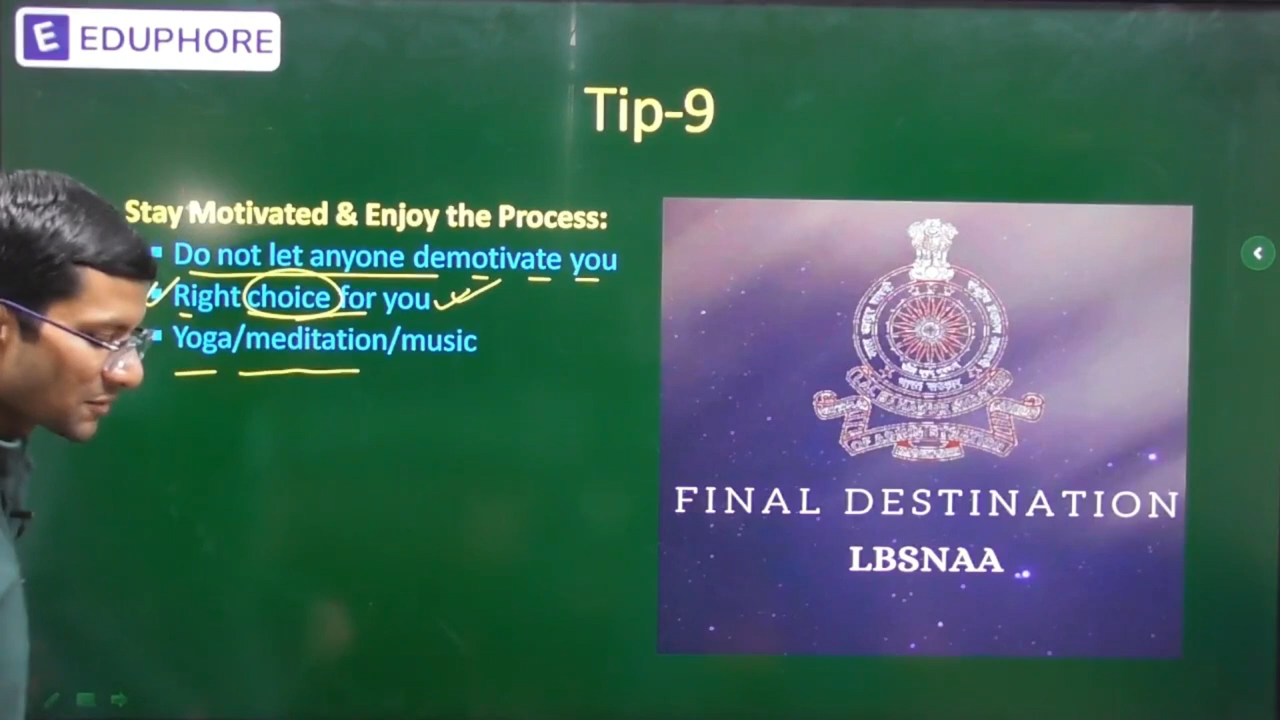 E EDUPHORE
Tip-9
Stay Motivated & Enjoy the Process:
Do not let anyone demotivate you
Right choice for you
Yoga/meditation/music
FINAL DESTINATION
LBSNAA